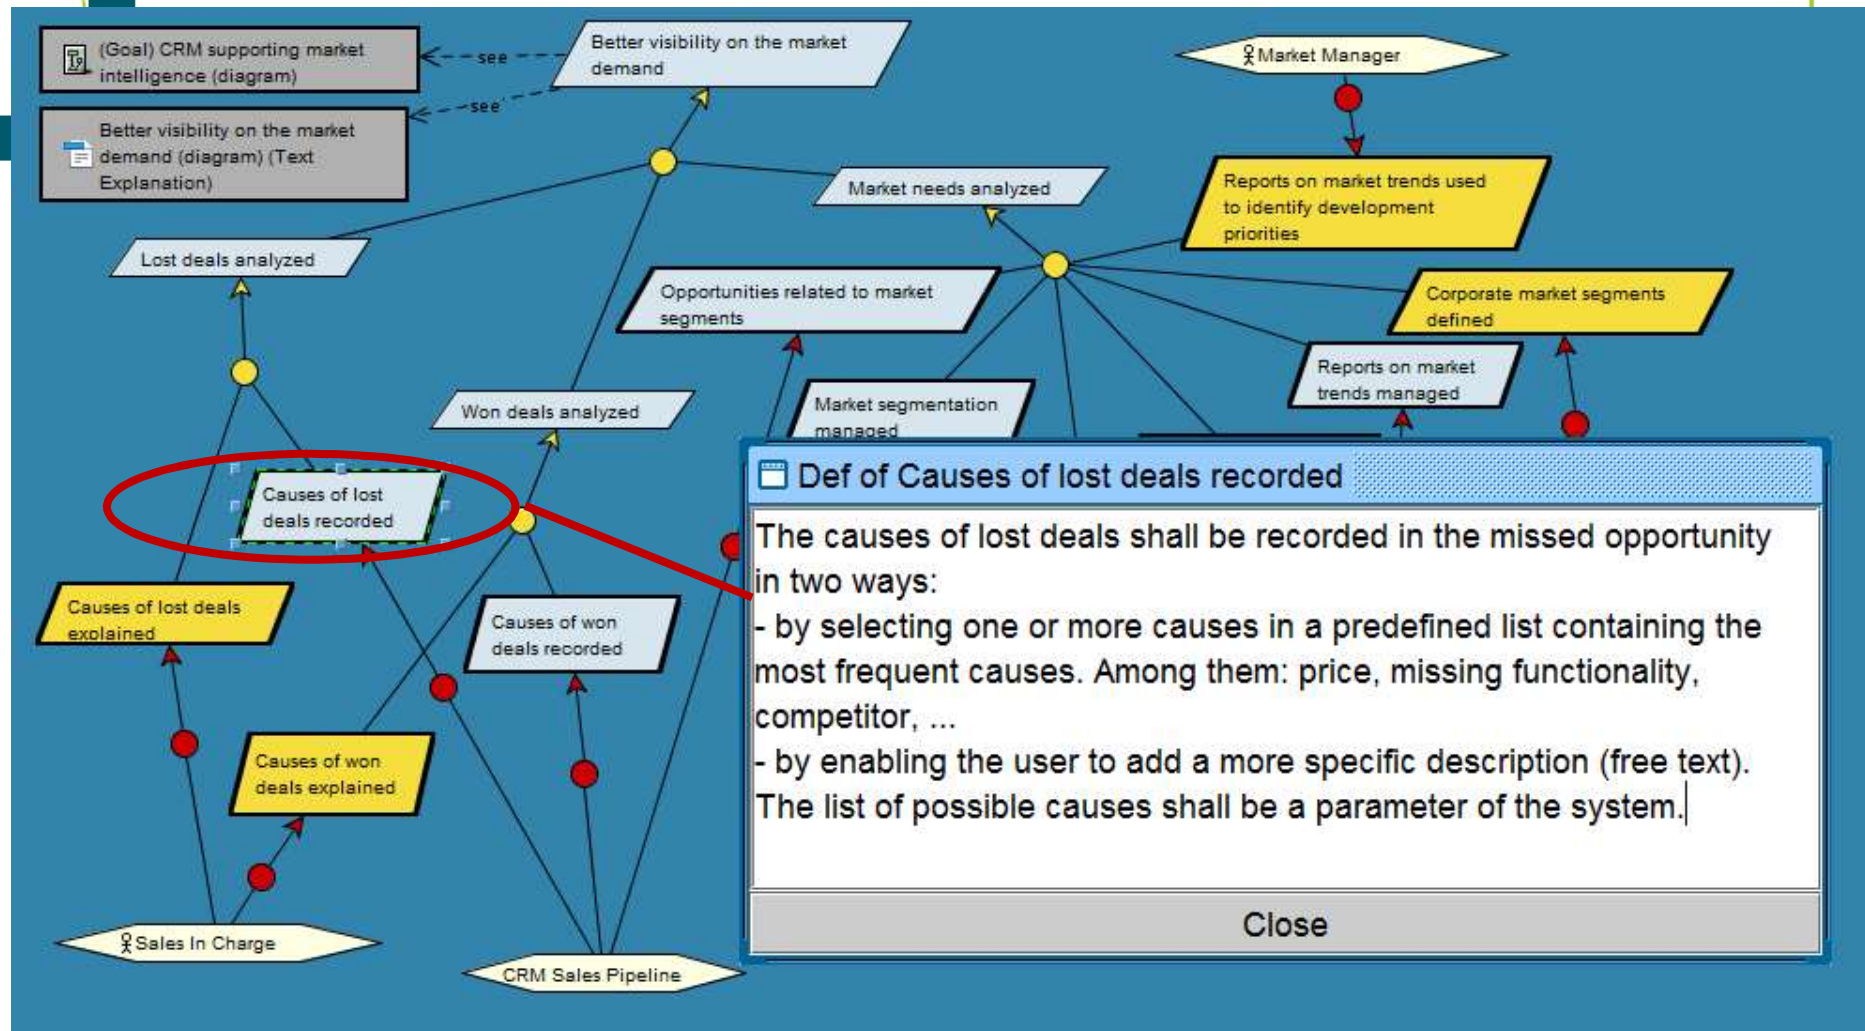 (Goal) CRM supporting market
intelligence (diagram)
see
Better visibility on the market
demand
Market Manager
see
Better visibility on the market
demand (diagram) (Text
Explanation)
Market needs analyzed
Reports on market trends used
to identify development
priorities
Lost deals analyzed
Opportunities related to market
segments
Corporate market segments
defined
Reports on market
trends managed
Won deals analyzed
Market segmentation
managed
Causes of lost
deals recorded
Def of Causes of lost deals recorded
The causes of lost deals shall be recorded in the missed opportunity
in two ways:
- by selecting one or more causes in a predefined list containing the
most frequent causes. Among them: price, missing functionality,
competitor, ...
- by enabling the user to add a more specific description (free text).
The list of possible causes shall be a parameter of the system.
Close
Causes of lost deals
explained
Causes of won
deals recorded
Causes of won
deals explained
Sales In Charge
CRM Sales Pipeline